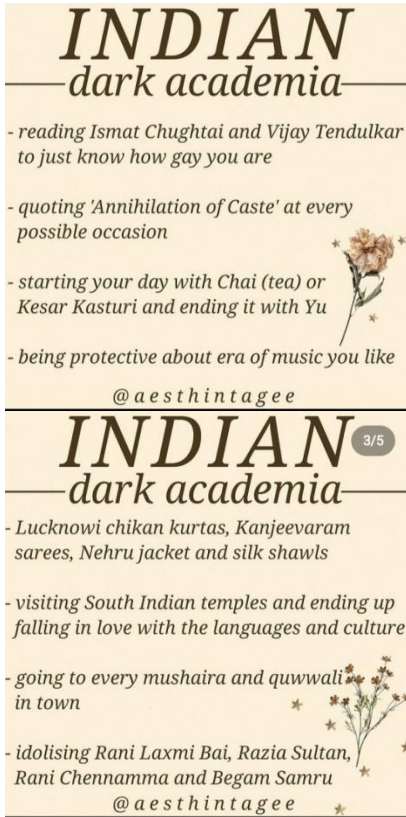 INDIAN
dark academia
- reading Ismat Chughtai and Vijay Tendulkar
to just know how gay you are
- quoting 'Annihilation of Caste' at every
possible occasion
- starting your day with Chai (tea) or
Kesar Kasturi and ending it with Yu
- being protective about era of music you like
@aesthintagee
INDIAN
3/5
dark academia
- Lucknowi chikan kurtas, Kanjeevaram
sarees, Nehru jacket and silk shawls
- visiting South Indian temples and ending up
falling in love with the languages and culture
- going to every mushaira and quwwali
in town
- idolising Rani Laxmi Bai, Razia Sultan,
Rani Chennamma and Begam Samru
@aesthintagee